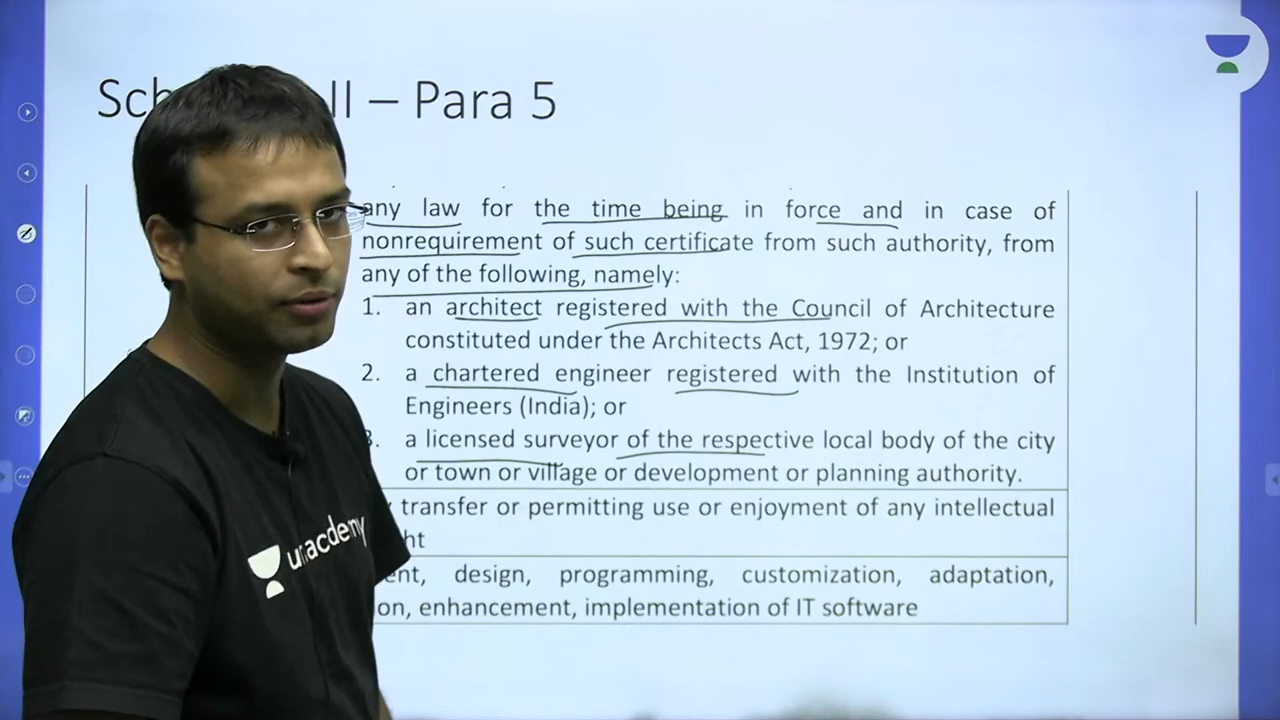 Sch II – Para 5
any law for the time being in force and in case of
nonrequirement of such certificate from such authority, from
any of the following, namely:
1. an architect registered with the Council of Architecture
constituted under the Architects Act, 1972; or
2. a chartered engineer registered with the Institution of
Engineers (India); or
3. a licensed surveyor of the respective local body of the city
or town or village or development or planning authority.
transfer or permitting use or enjoyment of any intellectual
ht
ent, design, programming, customization, adaptation,
on, enhancement, implementation of IT software
unacdemy